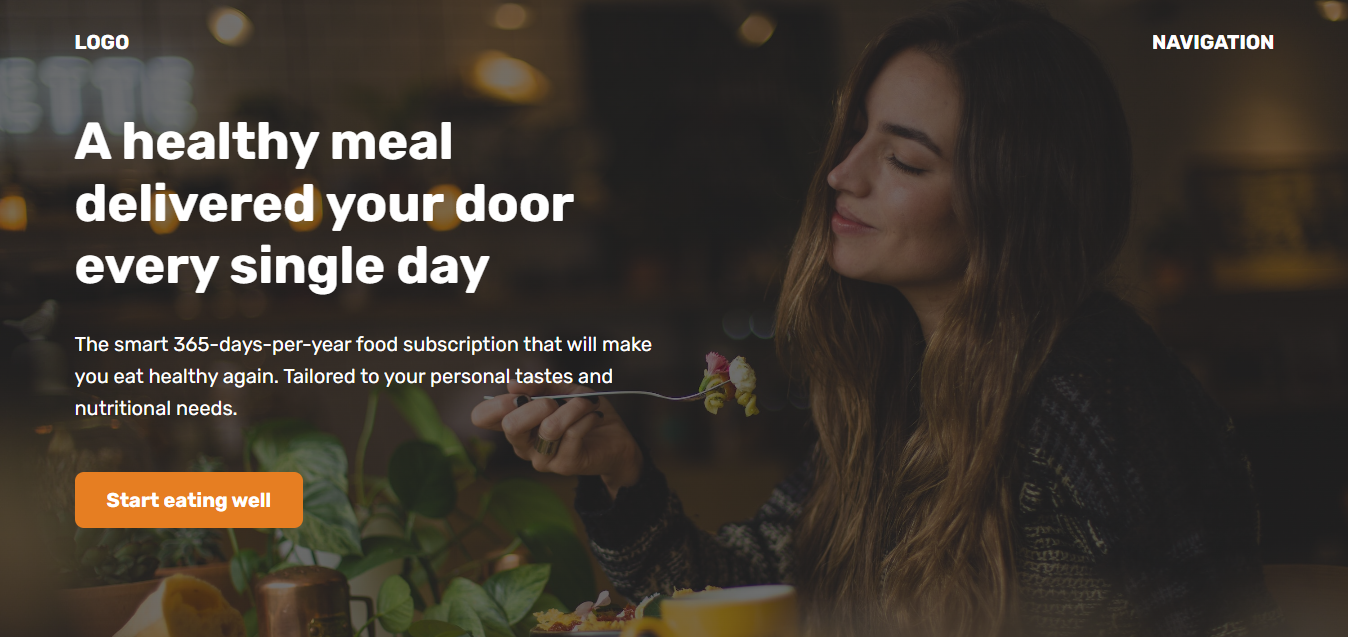 LOGO
NAVIGATION
A healthy meal
delivered your door
every single day
The smart 365-days-per-year food subscription that will make
you eat healthy again. Tailored to your personal tastes and
nutritional needs.
Start eating well